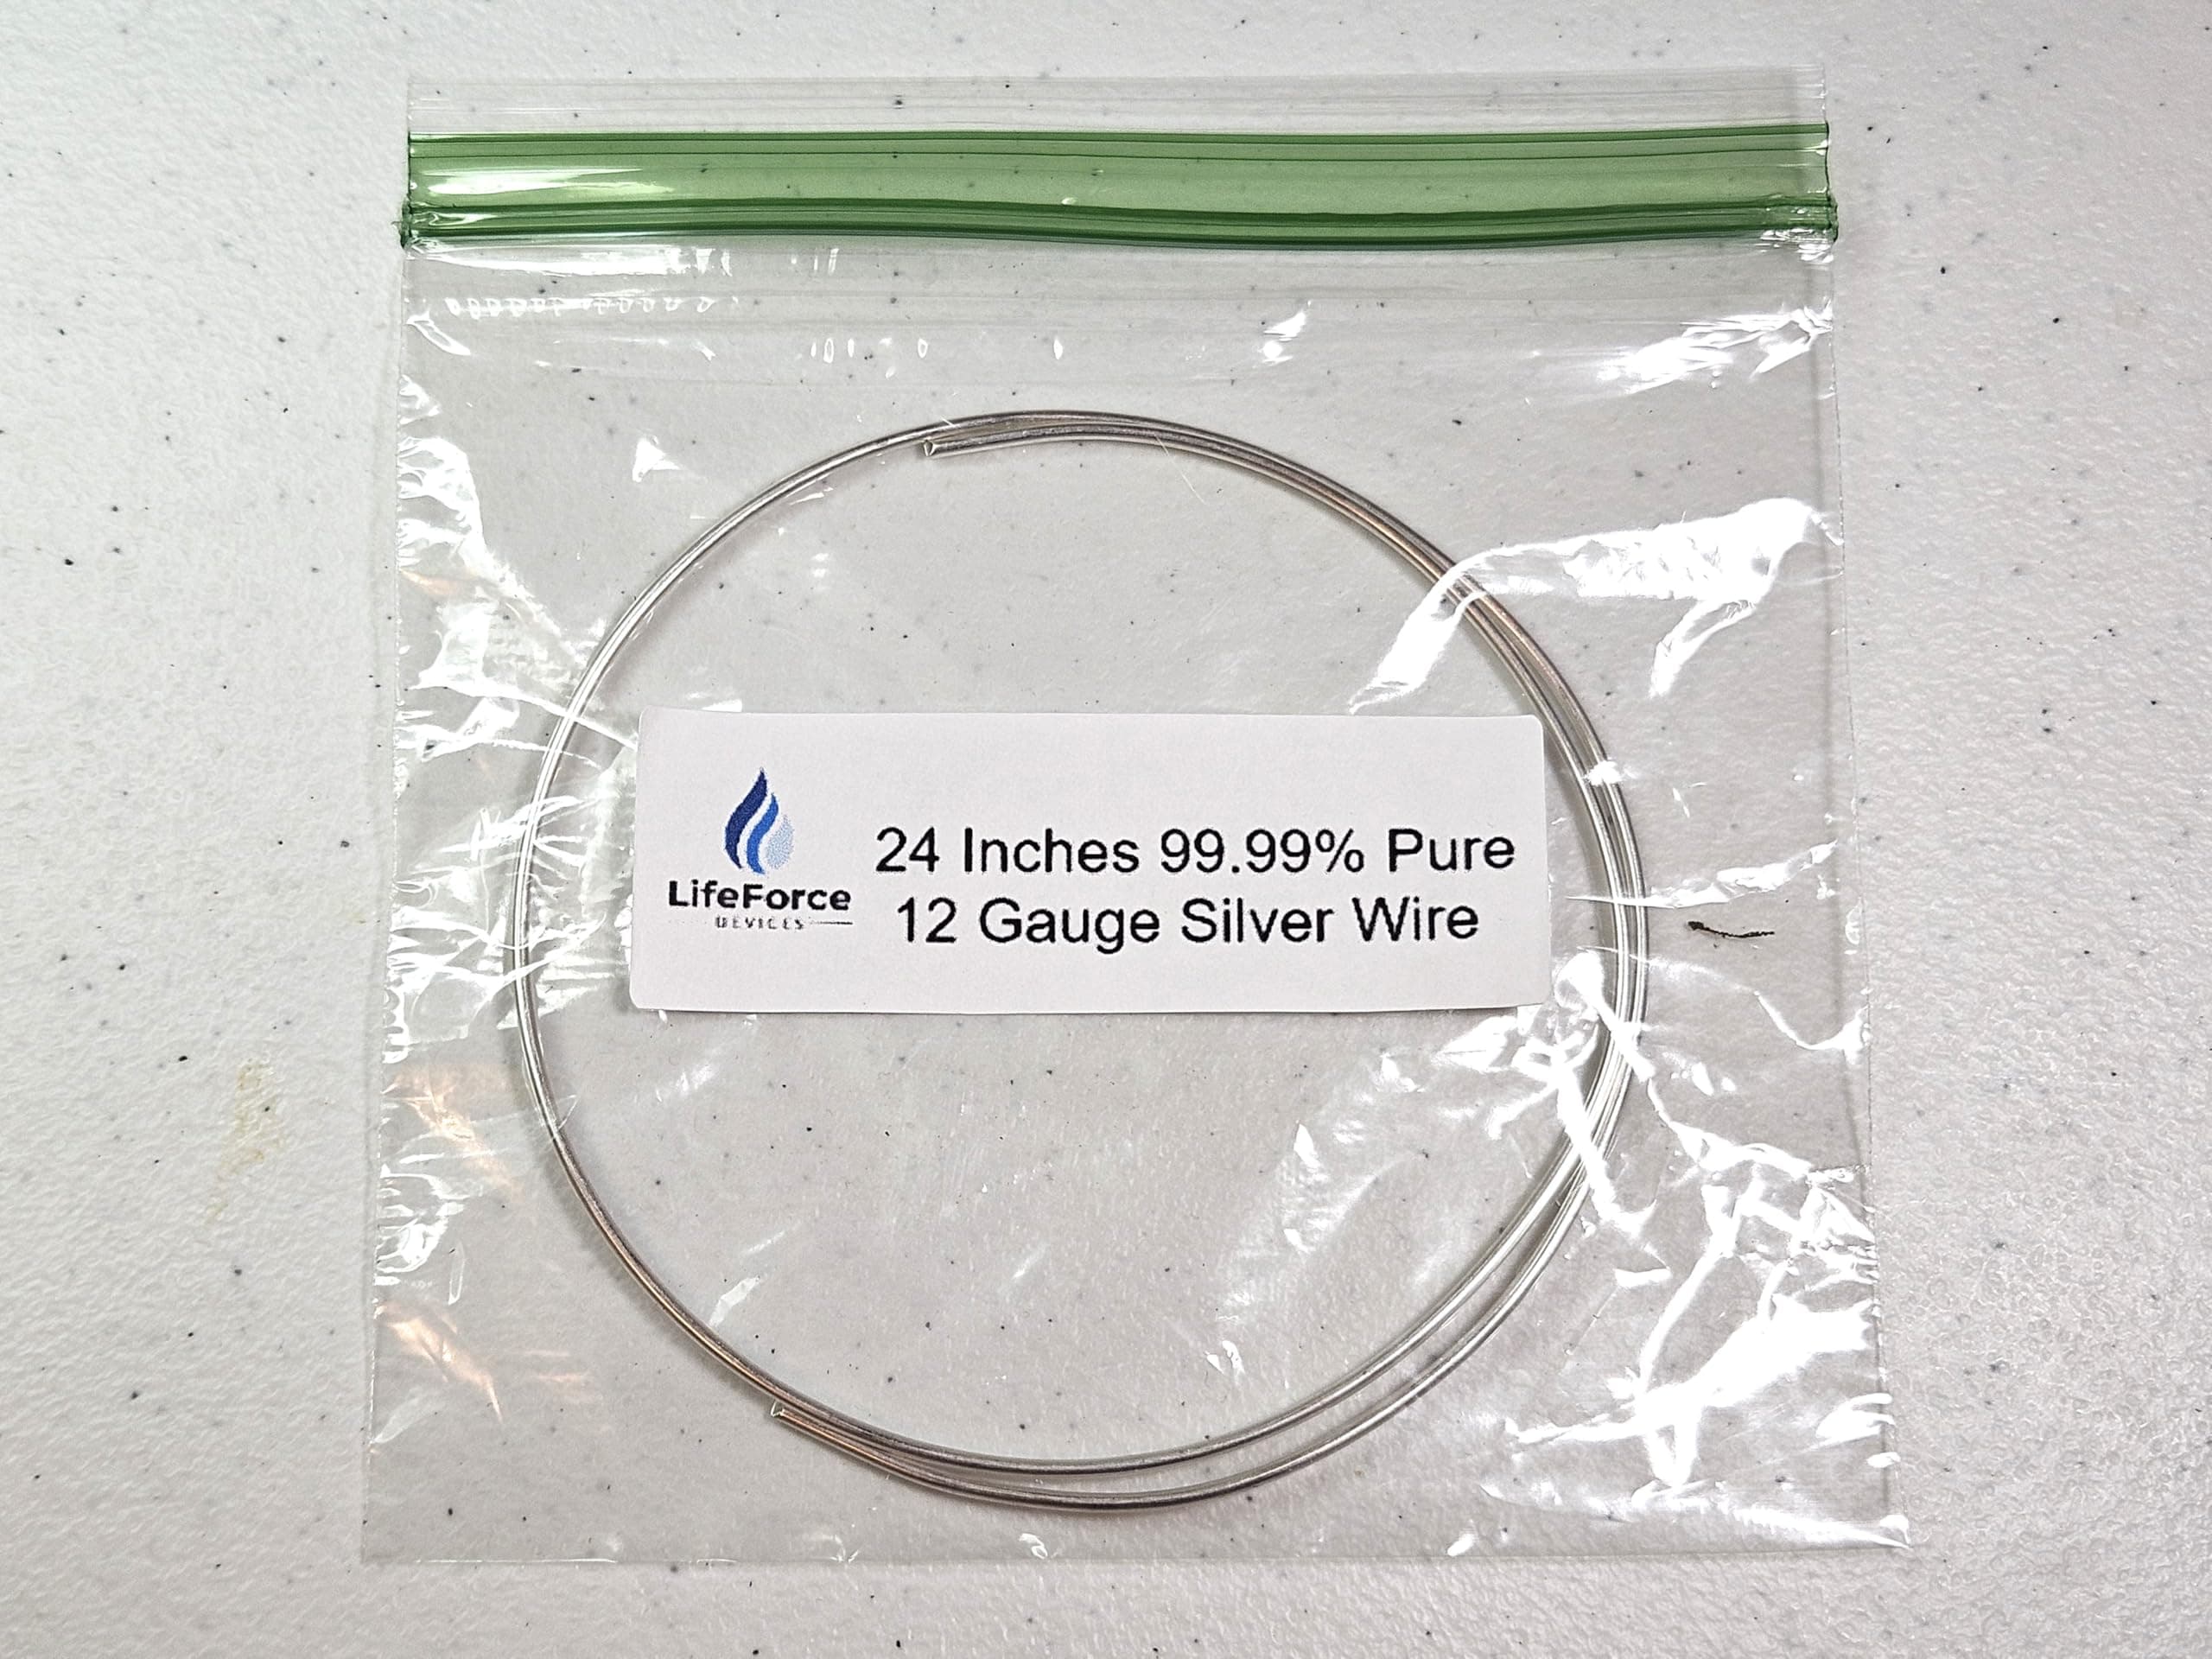 LifeForce
DEVICES
24 Inches 99.99% Pure
12 Gauge Silver Wire